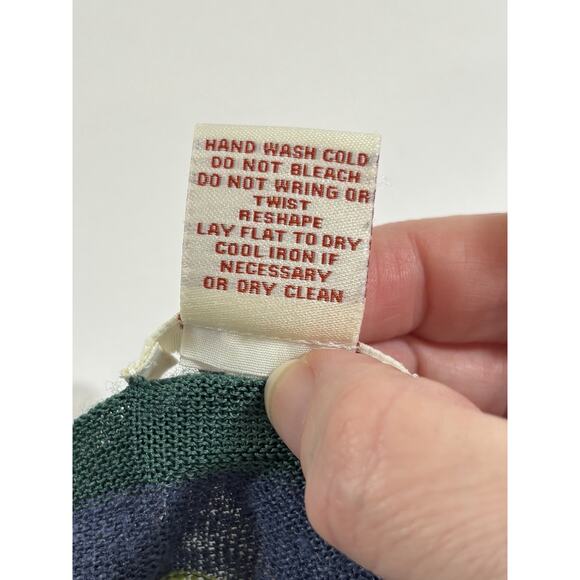 HAND WASH COLD
DO NOT BLEACH
DO NOT WRING OR
TWIST
RESHAPE
LAY FLAT TO DRY
COOL IRON IF
NECESSARY
OR DRY CLEAN